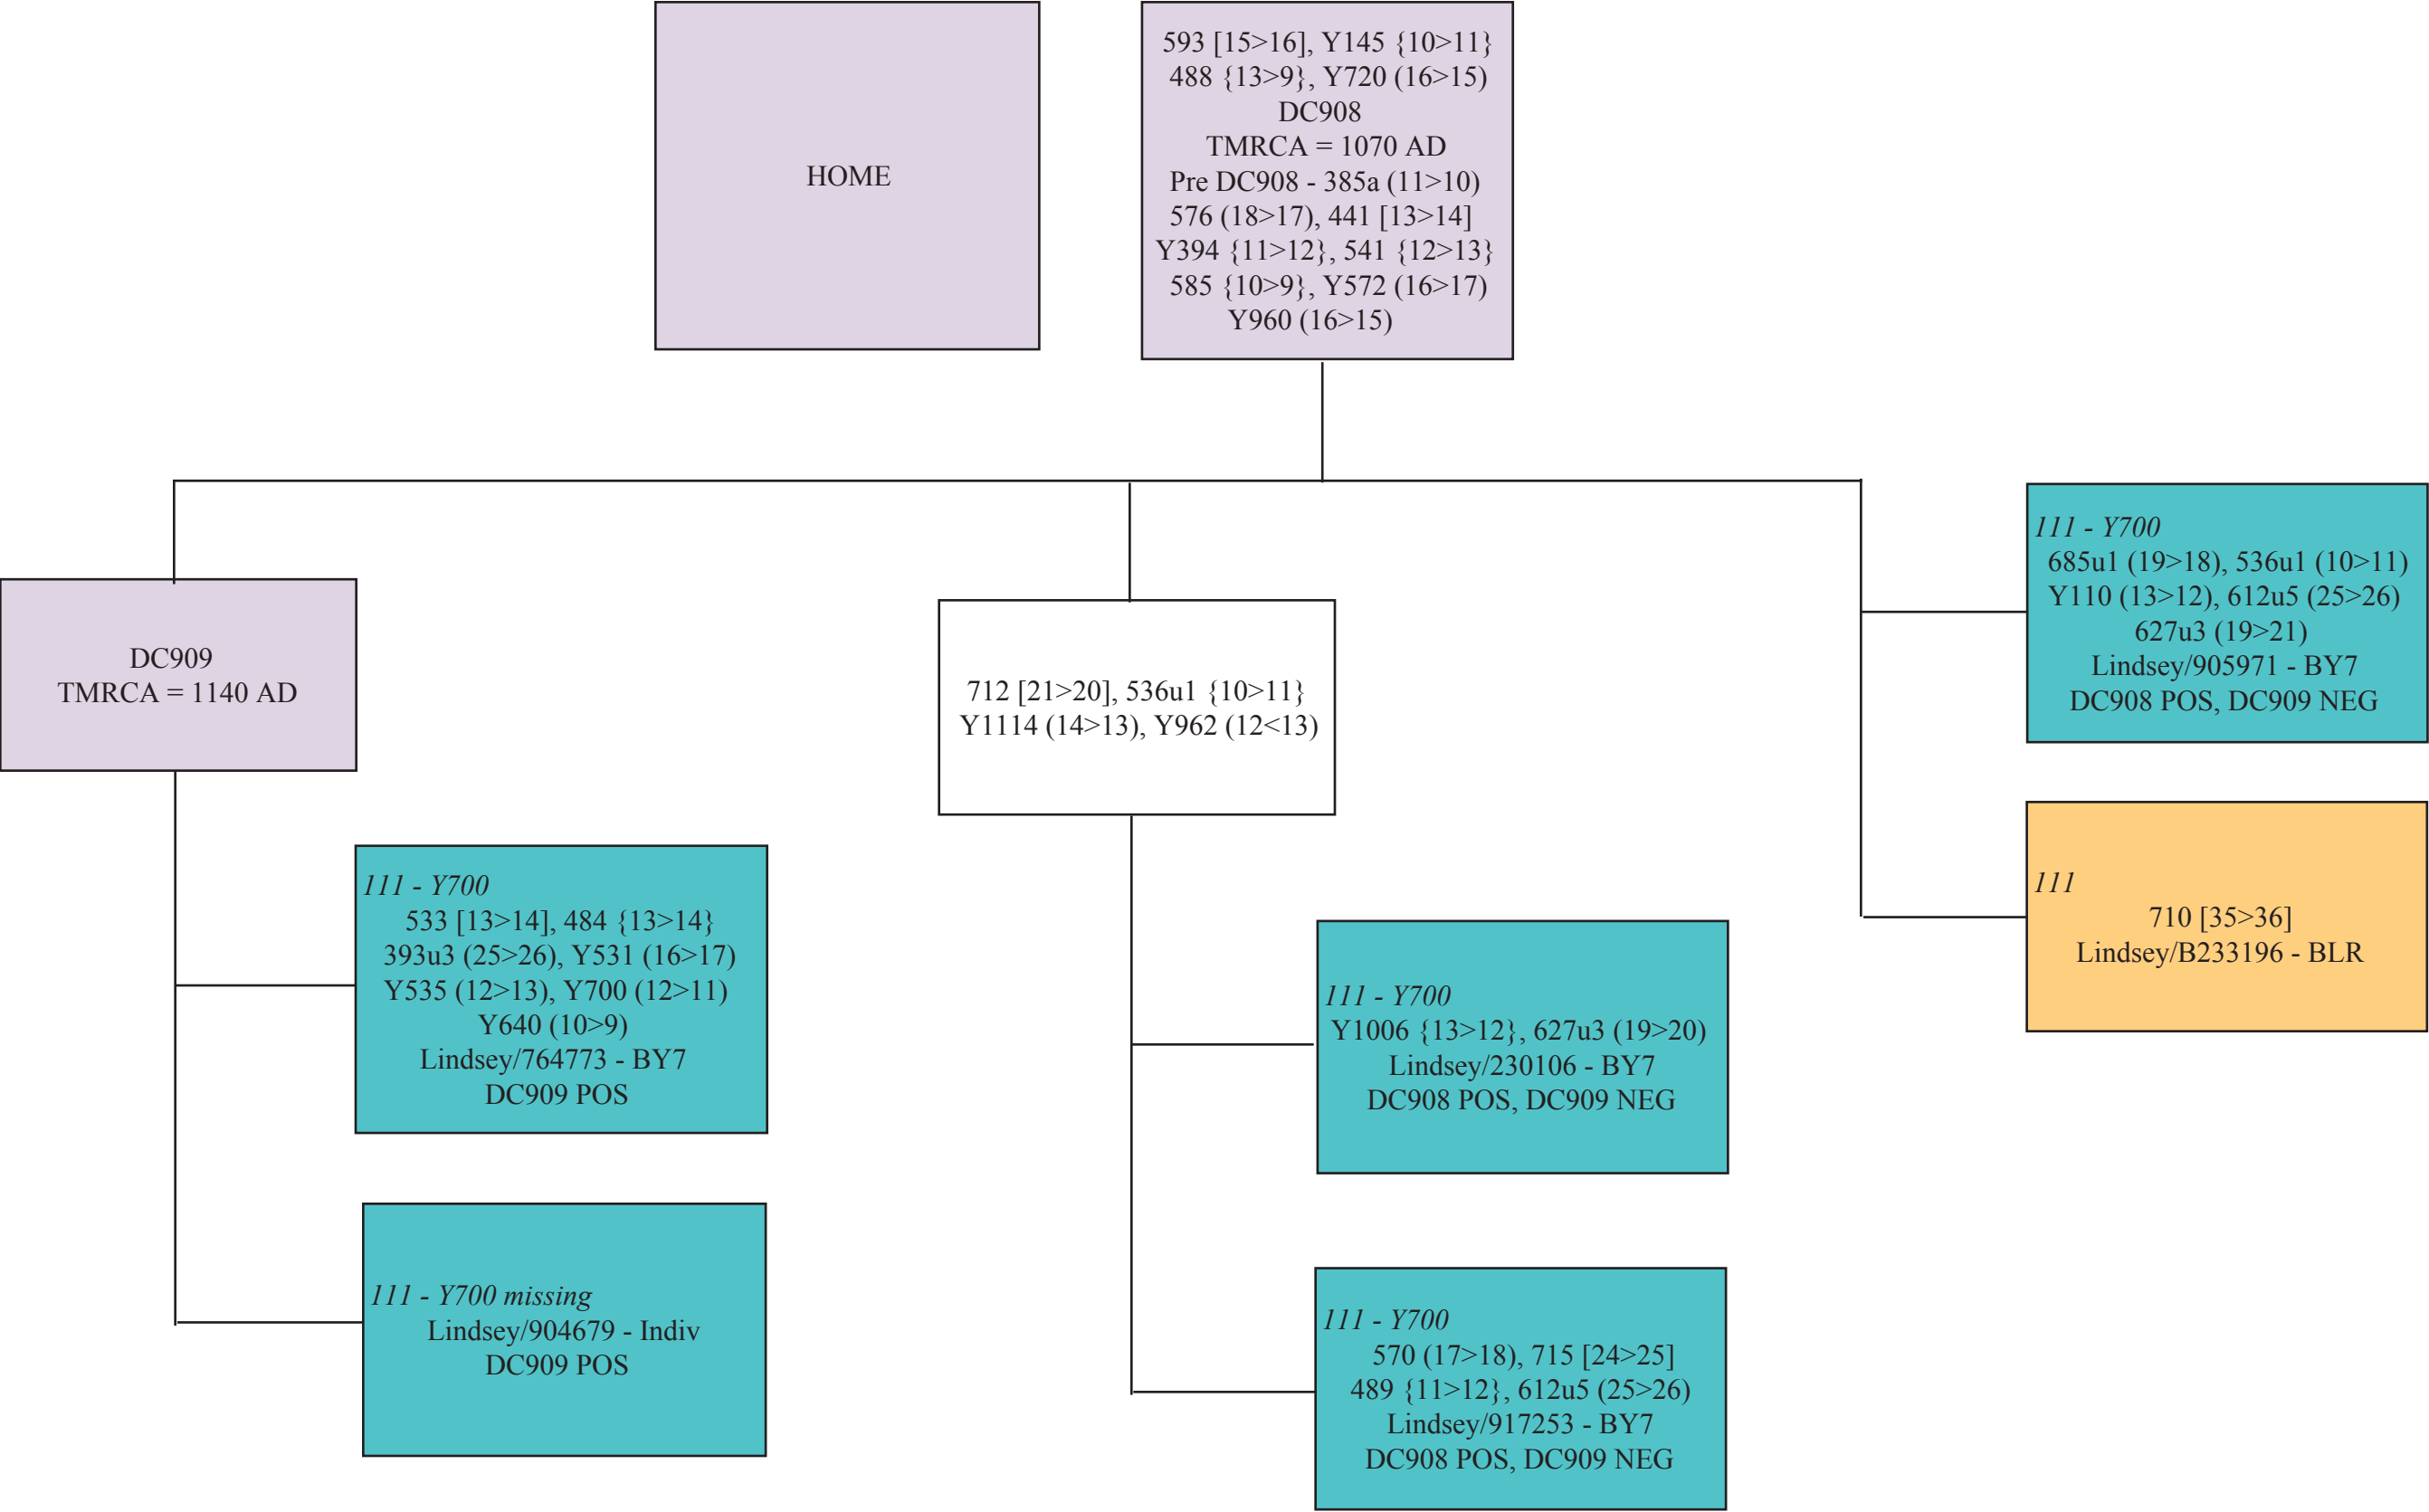 HOME
593 [15>16], Y145 {10>11}
488 {13>9}, Y720 (16>15)
DC908
TMRCA = 1070 AD
Pre DC908 - 385a (11>10)
576 (18>17), 441 [13>14]
Y394 {11>12}, 541 {12>13}
585 {10>9}, Y572 (16>17)
Y960 (16>15)
DC909
TMRCA = 1140 AD
111 - Y700
533 [13>14], 484 {13>14}
393u3 (25>26), Y531 (16>17)
Y535 (12>13), Y700 (12>11)
Y640 (10>9)
Lindsey/764773 - BY7
DC909 POS
111 - Y700 missing
Lindsey/904679 - Indiv
DC909 POS
712 [21>20], 536u1 {10>11}
Y1114 (14>13), Y962 (12<13)
111 - Y700
Y1006 {13>12}, 627u3 (19>20)
Lindsey/230106 - BY7
DC908 POS, DC909 NEG
111 - Y700
570 (17>18), 715 [24>25]
489 {11>12}, 612u5 (25>26)
Lindsey/917253 - BY7
DC908 POS, DC909 NEG
111 - Y700
685u1 (19>18), 536u1 (10>11)
Y110 (13>12), 612u5 (25>26)
627u3 (19>21)
Lindsey/905971 - BY7
DC908 POS, DC909 NEG
111
710 [35>36]
Lindsey/B233196 - BLR